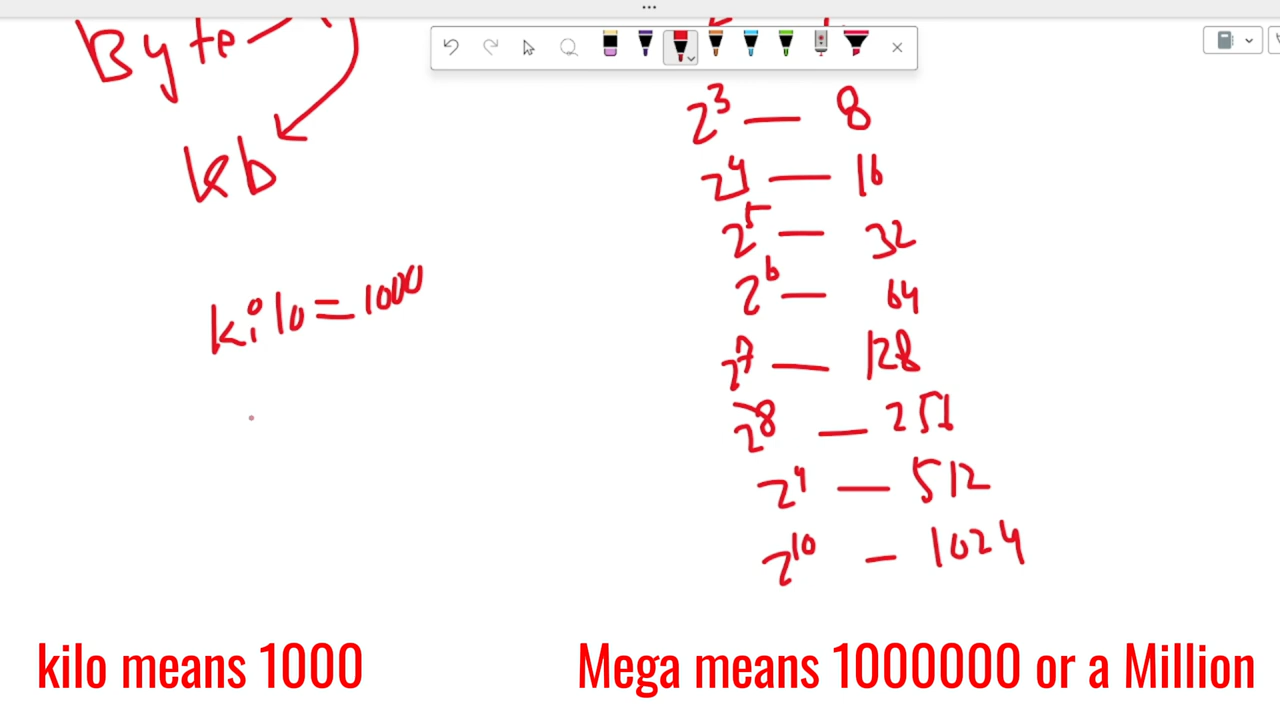 Byte
kb
kilo = 1000
2³ — 8
2⁴ — 16
2⁵ — 32
2⁶ — 64
2⁷ — 128
2⁸ — 256
2⁹ — 512
2¹⁰ — 1024
kilo means 1000
Mega means 1000000 or a Million